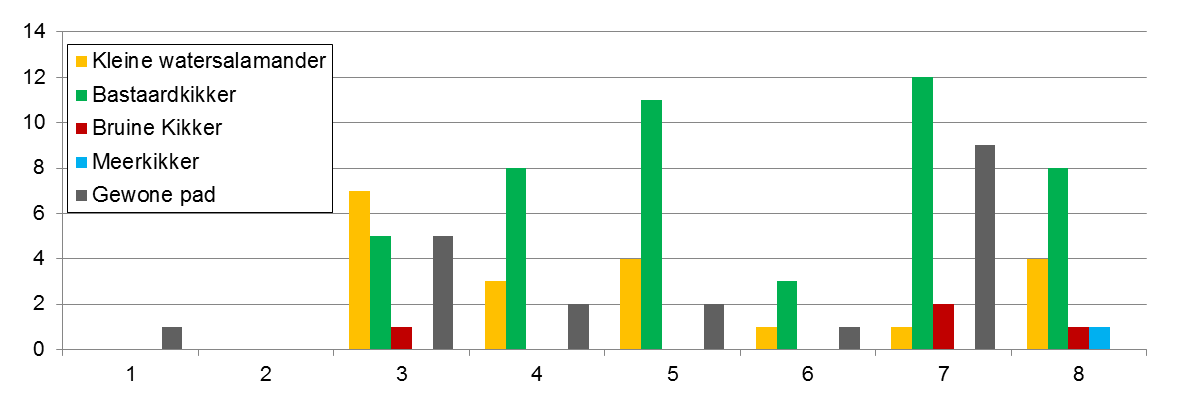 14
12
10
8
6
4
2
0
Kleine watersalamander
Bastaardkikker
Bruine Kikker
Meerkikker
Gewone pad
1 2 3 4 5 6 7 8